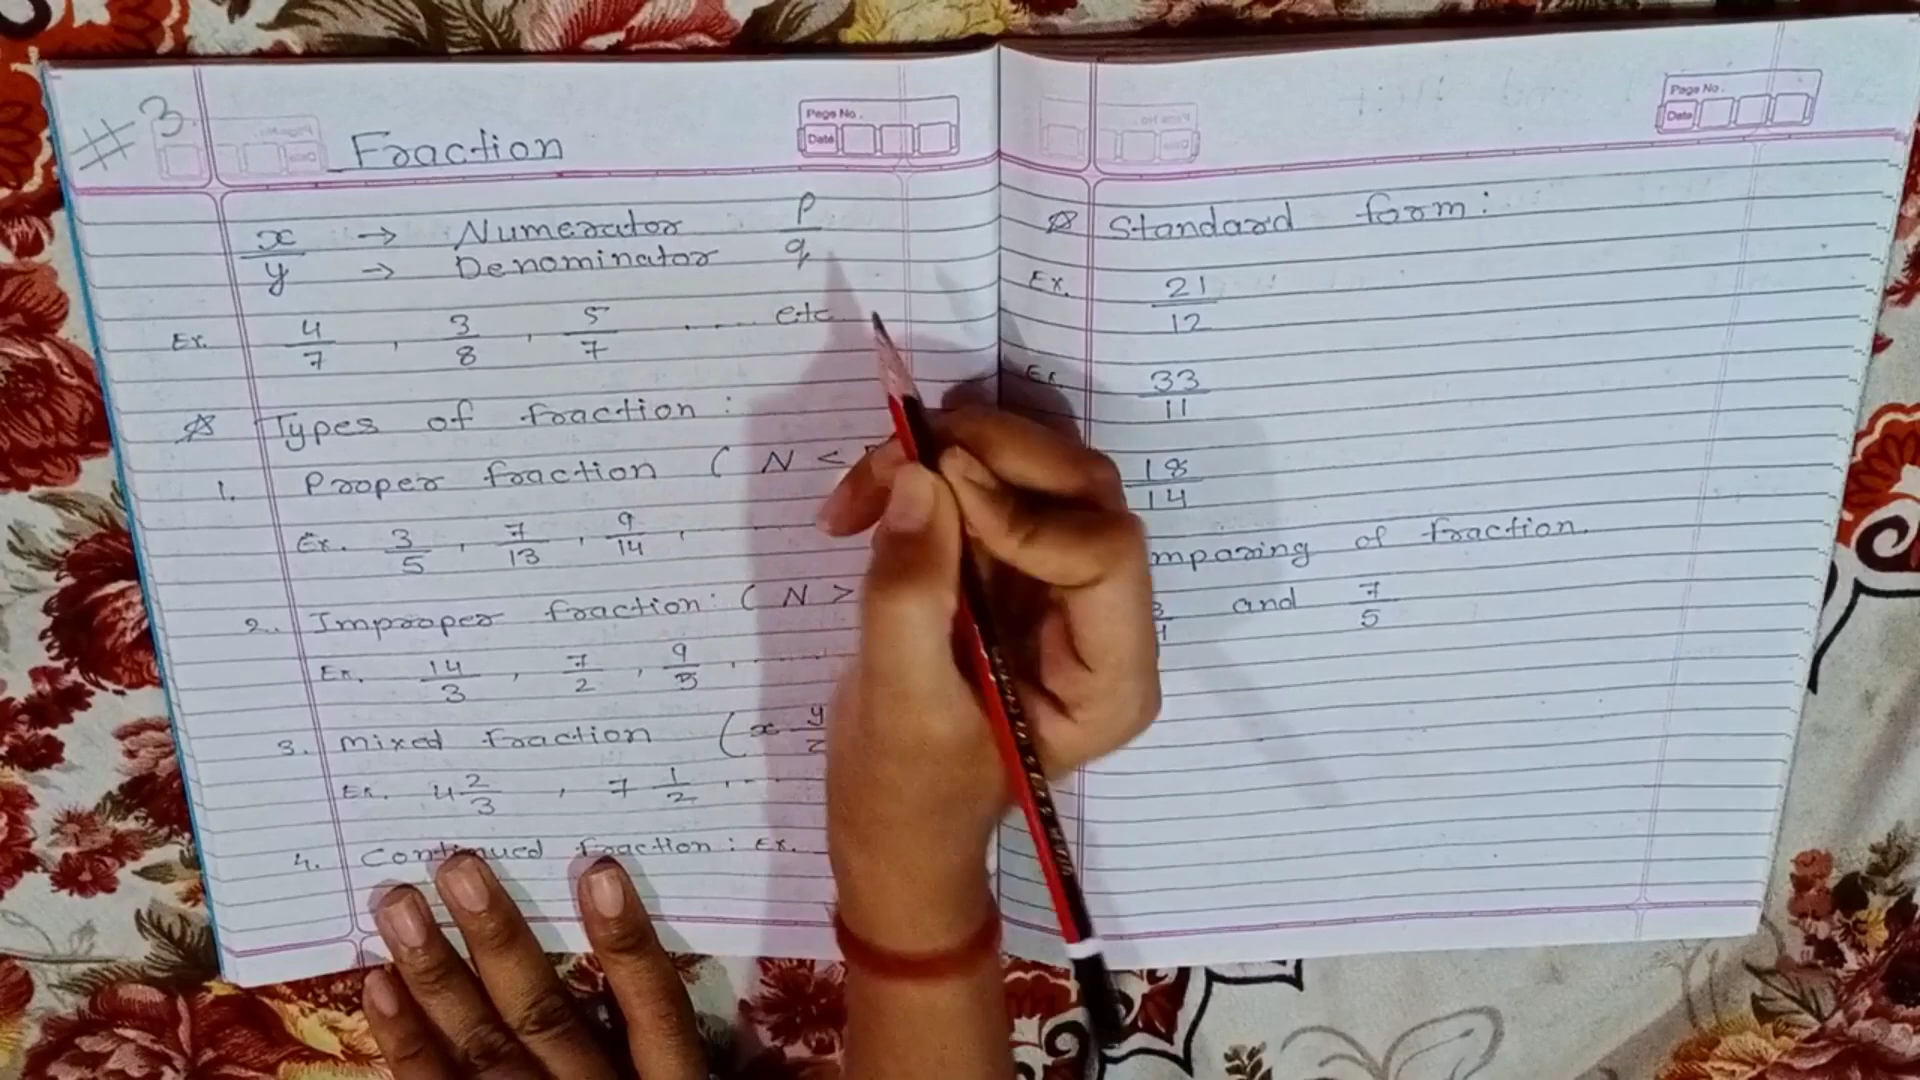 #3
Page No.
Date
Fraction
x/y → Numerator p/q
→ Denominator
Ex. 4/7, 3/8, 5/7 ..... etc
☆ Types of fraction:
1. Proper fraction ( N <
Ex. 3/5, 7/13, 9/14, ........
2. Improper fraction: ( N >
Ex. 14/3, 7/2, 9/5, ........
3. mixed fraction (x y/z
Ex. 4 2/3, 7 1/2, ....
4. Continued fraction: Ex.
Page No.
Date
☆ Standard form:
Ex. 21/12
Ex. 33/11
18/14
mparing of fraction.
and 7/5